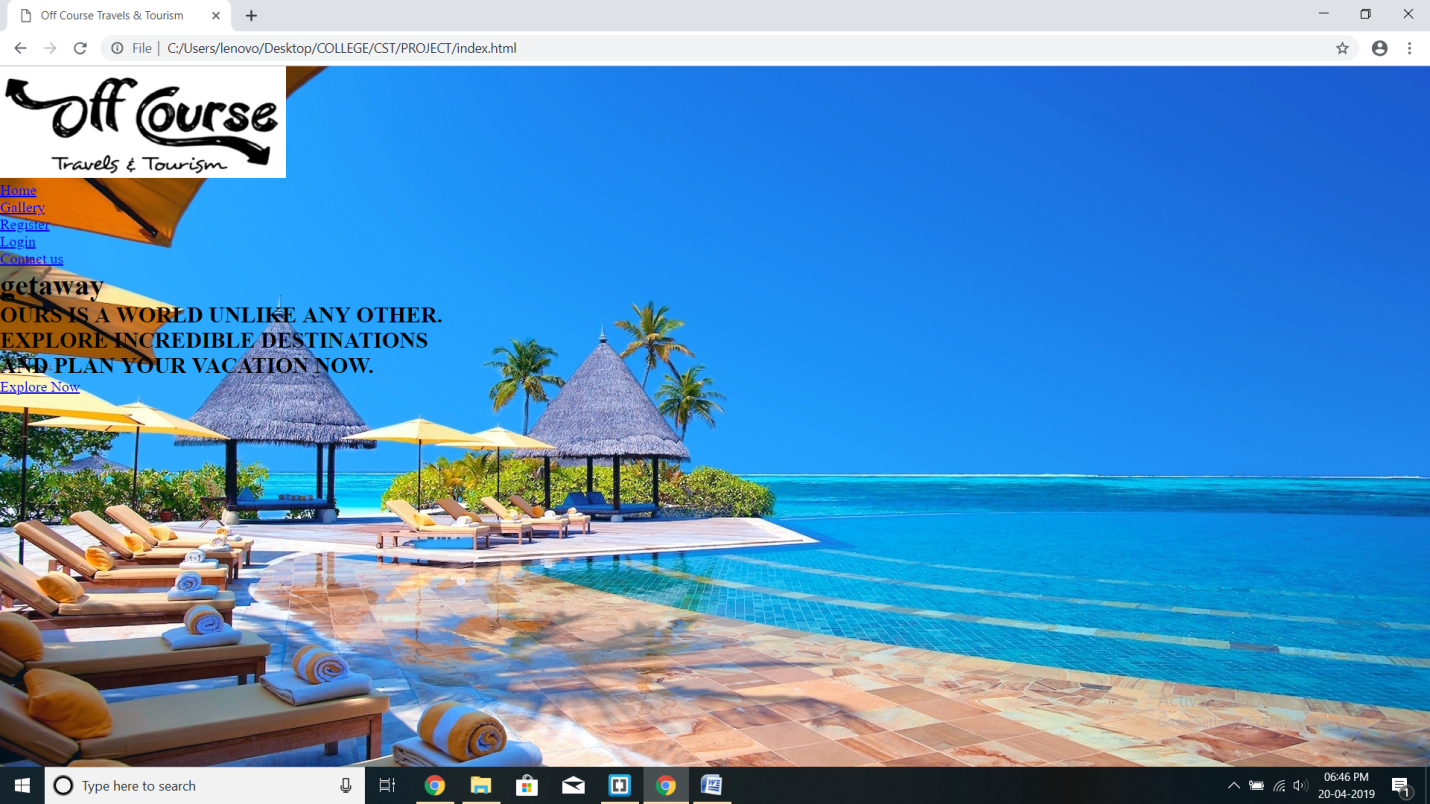 Off Course Travels & Tourism
File | C:/Users/lenovo/Desktop/COLLEGE/CST/PROJECT/index.html
Off Course
Travels & Tourism
Home
Gallery
Register
Login
Contact us
getaway
OURS IS A WORLD UNLIKE ANY OTHER.
EXPLORE INCREDIBLE DESTINATIONS
AND PLAN YOUR VACATION NOW.
Explore Now
Type here to search
06:46 PM
20-04-2019
1